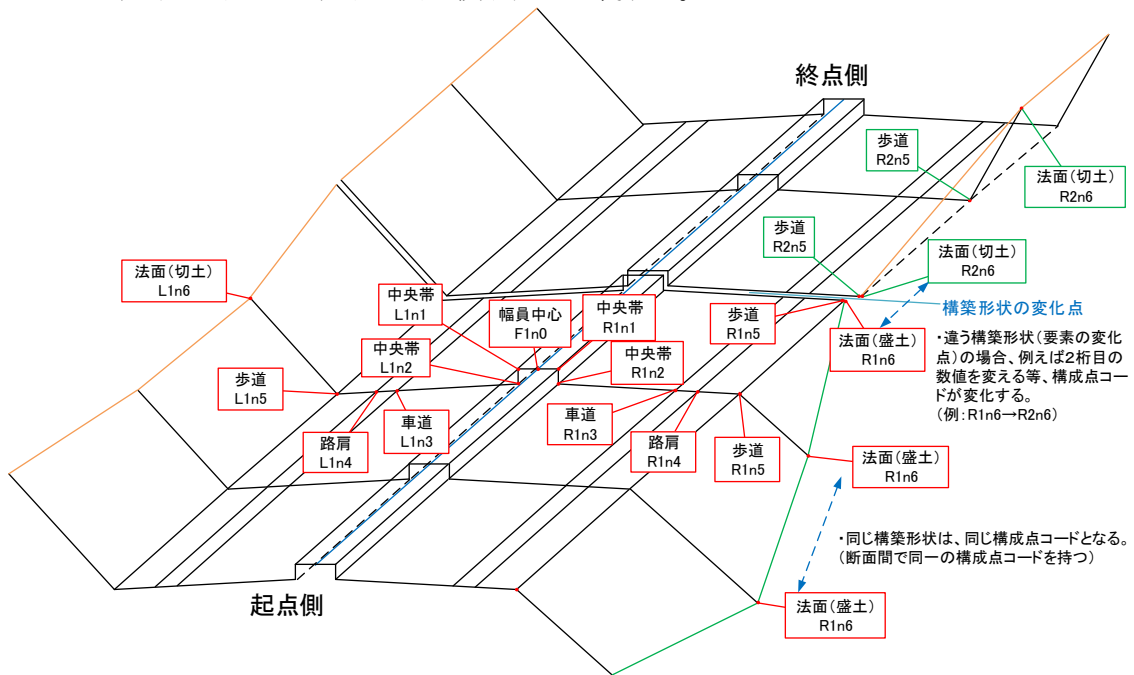 終点側
歩道
R2n5
法面(切土)
R2n6
歩道
R2n5
法面(切土)
R2n6
法面(切土)
L1n6
中央帯
L1n1
幅員中心
F1n0
中央帯
R1n1
歩道
R1n5
構築形状の変化点
法面(盛土)
R1n6
・違う構築形状(要素の変化
点)の場合、例えば2桁目の
数値を変える等、構成点コー
ドが変化する。
(例:R1n6→R2n6)
中央帯
L1n2
中央帯
R1n2
歩道
L1n5
車道
L1n3
車道
R1n3
路肩
L1n4
路肩
R1n4
歩道
R1n5
法面(盛土)
R1n6
・同じ構築形状は、同じ構成点コードとなる。
(断面間で同一の構成点コードを持つ)
起点側
法面(盛土)
R1n6